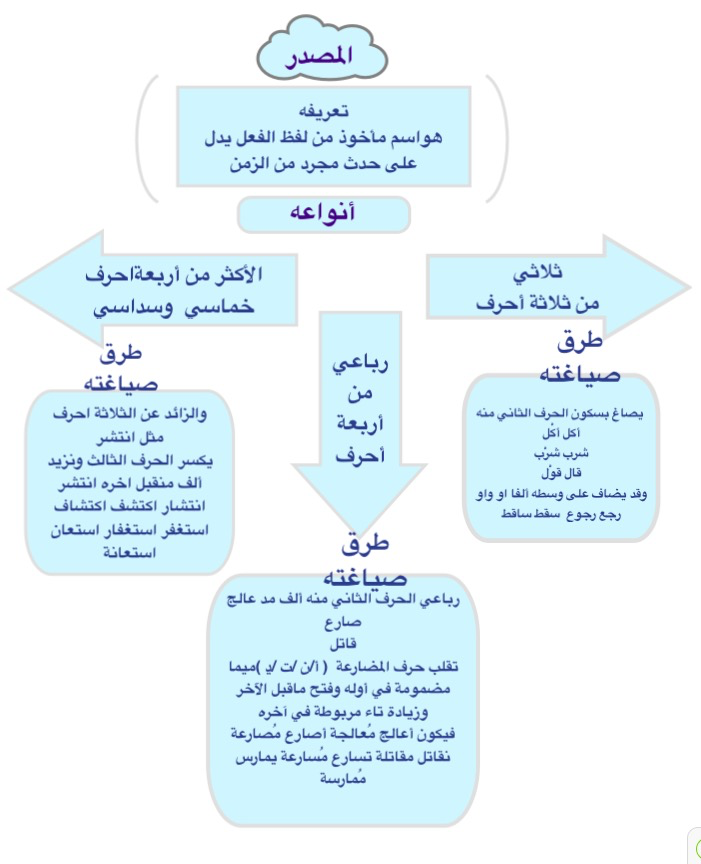 المصدر
تعريفه
هواسم مأخوذ من لفظ الفعل يدل
على حدث مجرد من الزمن
أنواعه
ثلاثي
من ثلاثة أحرف
طرق
صياغته
يصاغ بسكون الحرف الثاني منه
أكل أكْل
شرب شرْب
قال قوْل
وقد يضاف على وسطه ألفا او واو
رجع رجوع سقط ساقط
رباعي
من
أربعة
أحرف
طرق
صياغته
رباعي الحرف الثاني منه ألف مد عالج
صارع
قاتل
تقلب حرف المضارعة (أ/ن/ت/ي)ميما
مضمومة في أوله وفتح ماقبل الآخر
وزيادة تاء مربوطة في أخره
فيكون أعالج مُعالجة أصارع مُصارعة
نقاتل مقاتلة تسارع مُسارعة يمارس
مُمارسة
الأكثر من أربعةاحرف
خماسي وسداسي
طرق
صياغته
والزائد عن الثلاثة احرف
مثل انتشر
يكسر الحرف الثالث ونزيد
ألف منقبل اخره انتشر
انتشار اكتشف اكتشاف
استغفر استغفار استعان
استعانة